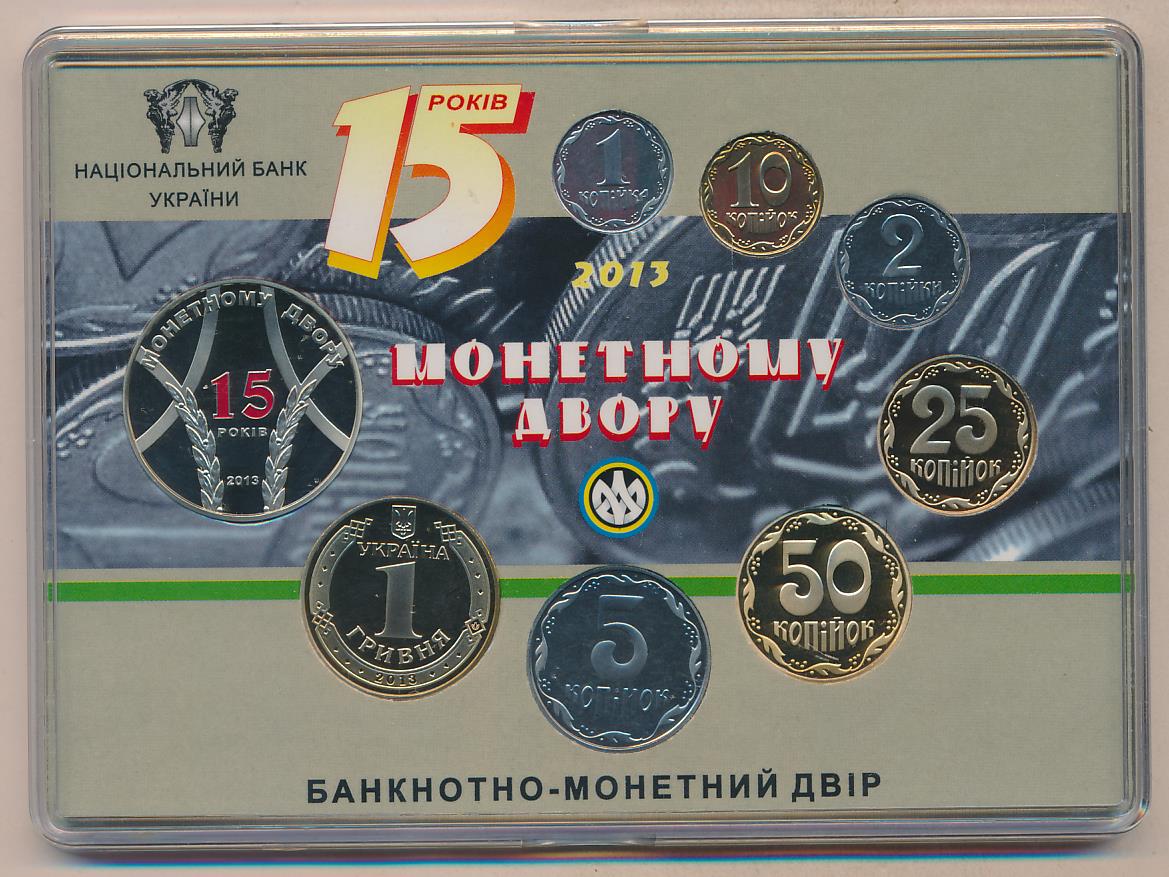 НАЦІОНАЛЬНИЙ БАНК
УКРАЇНИ
15
РОКІВ
2013
МОНЕТНОМУ
ДВОРУ
1
КОПІЙКА
10
КОПІЙОК
2
КОПІЙКИ
25
КОПІЙОК
50
КОПІЙОК
5
КОПІЙОК
УКРАЇНА
1
ГРИВНЯ
2013
МОНЕТНОМУ ДВОРУ
15
РОКІВ
2013
БАНКНОТНО-МОНЕТНИЙ ДВІР